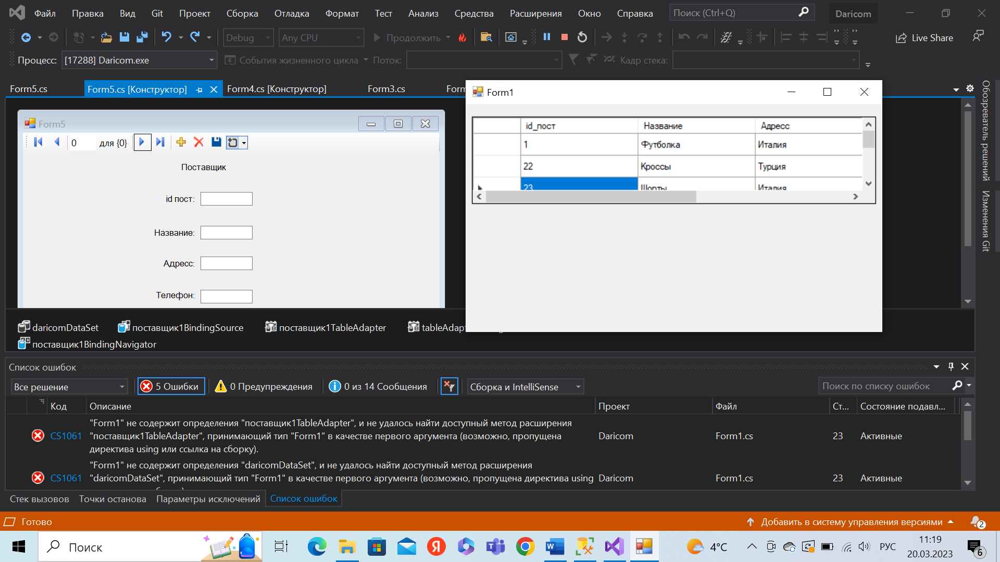 Файл Правка Вид Git Проект Сборка Отладка Формат Тест Анализ Средства Расширения Окно Справка Поиск (Ctrl+Q) Daricom
Debug Any CPU Продолжить Live Share
Процесс: [17288] Daricom.exe События жизненного цикла Поток: Кадр стека:
Form5.cs Form5.cs [Конструктор] Form4.cs [Конструктор] Form3.cs
Form1
Обозреватель решений
Изменения Git
id_пост Название Адресс
1 Футболка Италия
22 Кроссы Турция
23 Шорты Италия
Form5
0 для {0}
Поставщик
id пост:
Название:
Адресс:
Телефон:
daricomDataSet поставщик1BindingSource поставщик1TableAdapter
поставщик1BindingNavigator
Список ошибок
Все решение 5 Ошибки 0 Предупреждения 0 из 14 Сообщения Сборка и IntelliSense Поиск по списку ошибок
Код Описание Проект Файл Ст... Состояние подавл...
"Form1" не содержит определения "поставщик1TableAdapter", и не удалось найти доступный метод расширения
CS1061 "поставщик1TableAdapter", принимающий тип "Form1" в качестве первого аргумента (возможно, пропущена Daricom Form1.cs 23 Активные
директива using или ссылка на сборку).
"Form1" не содержит определения "daricomDataSet", и не удалось найти доступный метод расширения
CS1061 "daricomDataSet", принимающий тип "Form1" в качестве первого аргумента (возможно, пропущена директива using Daricom Form1.cs 23 Активные
Стек вызовов Точки останова Параметры исключений Список ошибок
Готово Добавить в систему управления версиями 2
Поиск 4°C РУС 11:19
20.03.2023 6